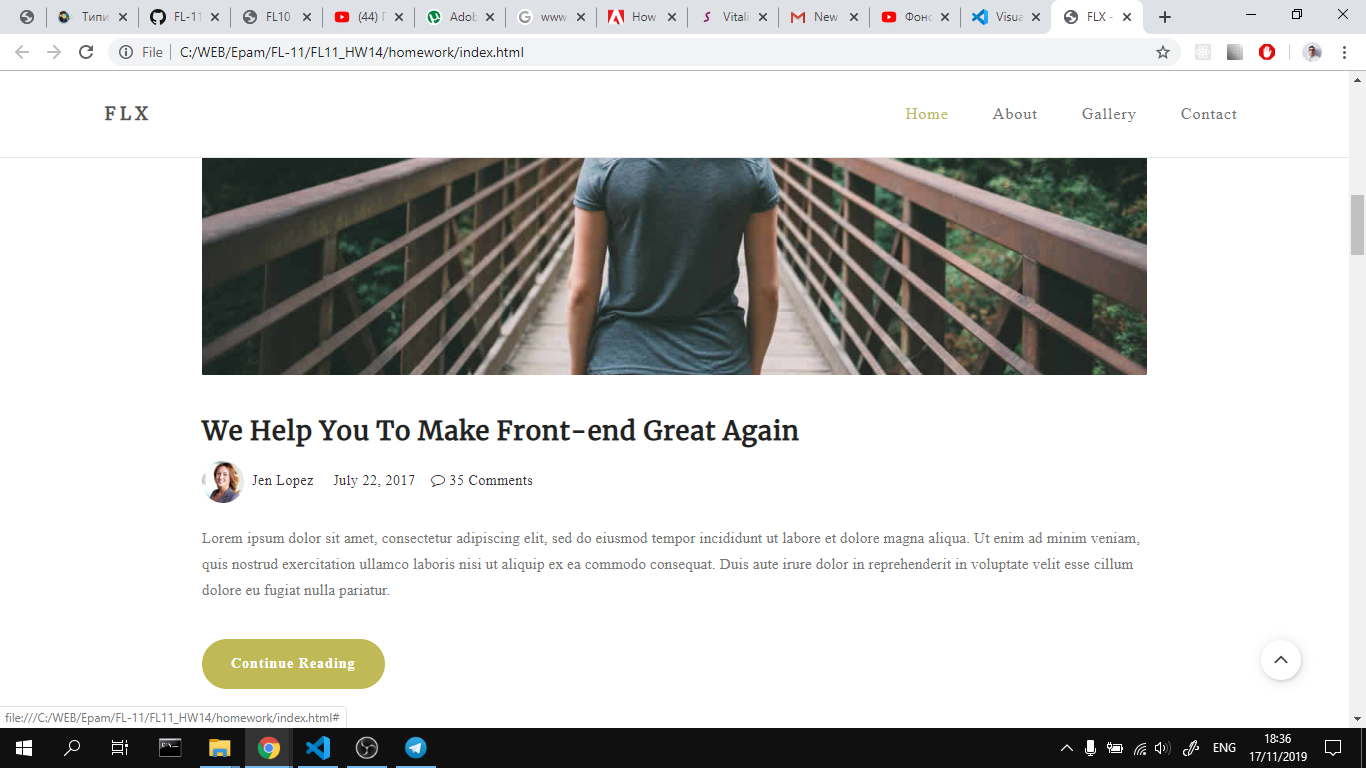 Типи
FL-11
FL10
(44) Г
Adob
www
How
Vitali
New
Фонс
Visua
FLX -
File
C:/WEB/Epam/FL-11/FL11_HW14/homework/index.html
FLX
Home About Gallery Contact
We Help You To Make Front-end Great Again
Jen Lopez July 22, 2017 35 Comments
Lorem ipsum dolor sit amet, consectetur adipiscing elit, sed do eiusmod tempor incididunt ut labore et dolore magna aliqua. Ut enim ad minim veniam,
quis nostrud exercitation ullamco laboris nisi ut aliquip ex ea commodo consequat. Duis aute irure dolor in reprehenderit in voluptate velit esse cillum
dolore eu fugiat nulla pariatur.
Continue Reading
file:///C:/WEB/Epam/FL-11/FL11_HW14/homework/index.html#
ENG
18:36
17/11/2019